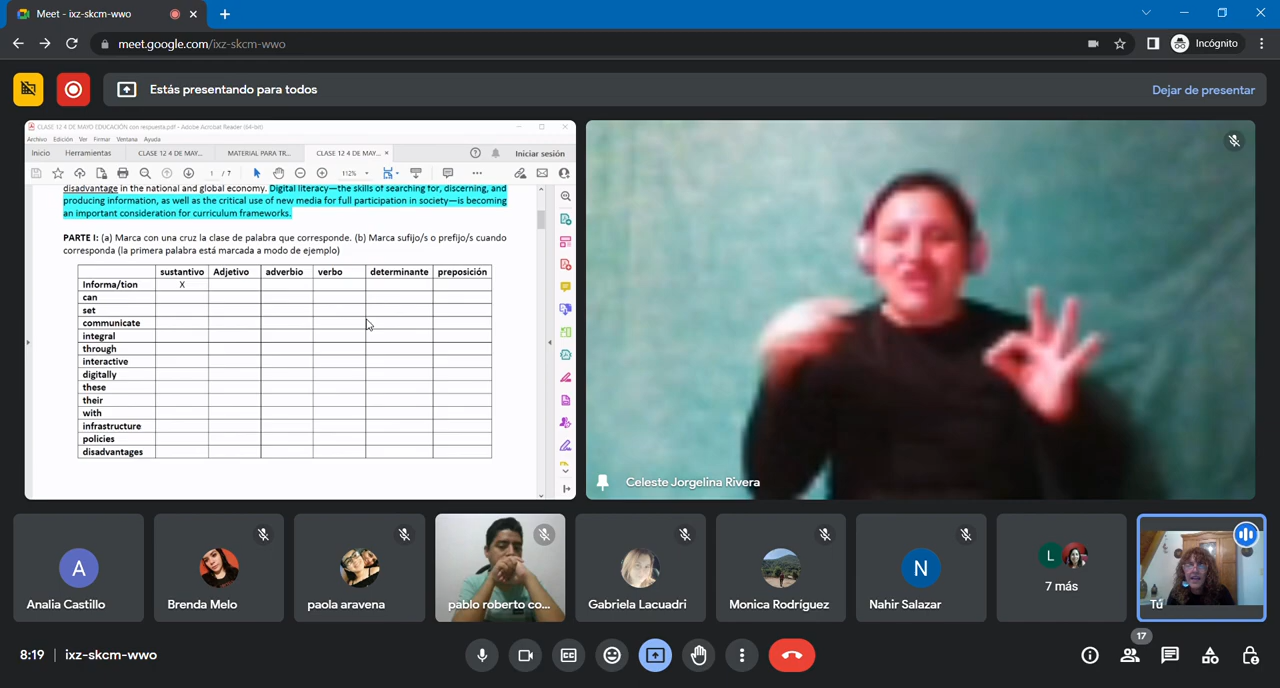 Meet - ixz-skcm-wwo
meet.google.com/ixz-skcm-wwo
Incógnito
Estás presentando para todos
Dejar de presentar
CLASE 12 4 DE MAYO EDUCACIÓN con respuesta.pdf - Adobe Acrobat Reader (64-bit)
Archivo Edición Ver Firmar Ventana Ayuda
Inicio Herramientas CLASE 12 4 DE MAY... MATERIAL PARA TR... CLASE 12 4 DE MAY... × Iniciar sesión
1 / 7 112%
disadvantage in the national and global economy. Digital literacy—the skills of searching for, discerning, and
producing information, as well as the critical use of new media for full participation in society—is becoming
an important consideration for curriculum frameworks.
PARTE I: (a) Marca con una cruz la clase de palabra que corresponde. (b) Marca sufijo/s o prefijo/s cuando
corresponda (la primera palabra está marcada a modo de ejemplo)
sustantivo Adjetivo adverbio verbo determinante preposición
Informa/tion X
can
set
communicate
integral
through
interactive
digitally
these
their
with
infrastructure
policies
disadvantages
Celeste Jorgelina Rivera
A
Analia Castillo
Brenda Melo
paola aravena
pablo roberto co...
Gabriela Lacuadri
Monica Rodríguez
N
Nahir Salazar
L
7 más
Tú
8:19 ixz-skcm-wwo
17